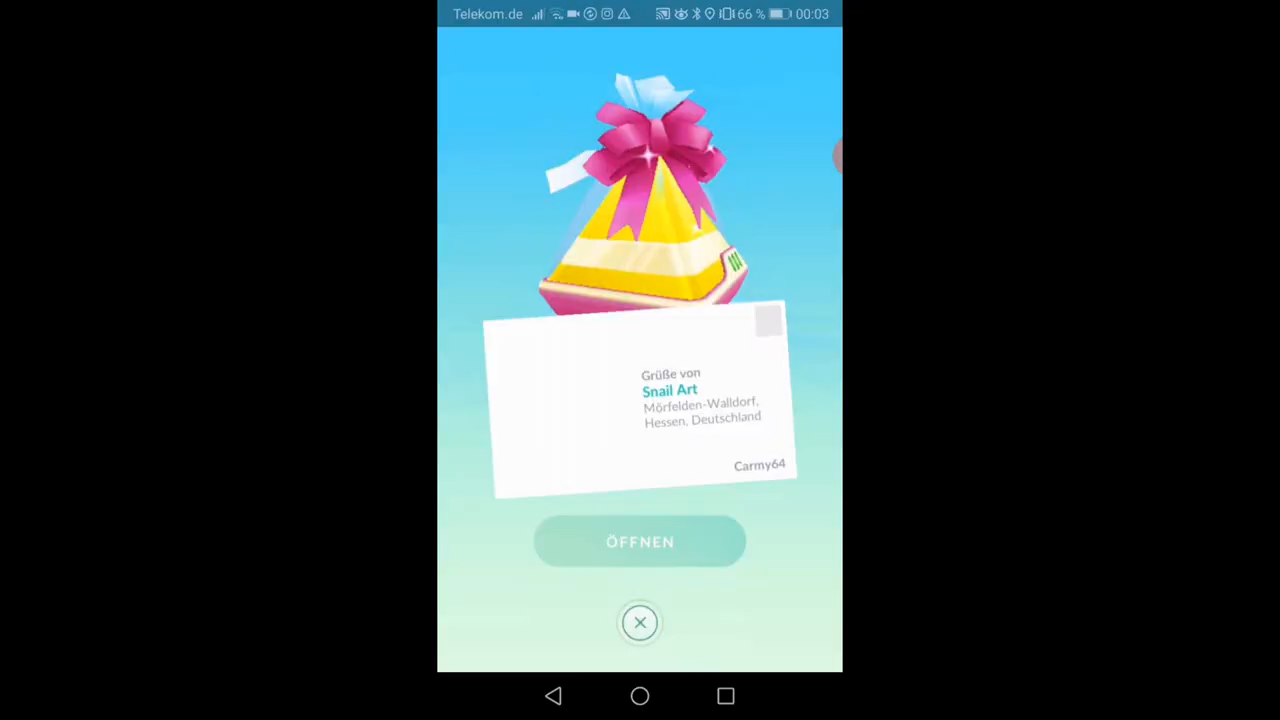 Telekom.de 66 % 00:03
Grüße von
Snail Art
Mörfelden-Walldorf,
Hessen, Deutschland
Carmy64
ÖFFNEN